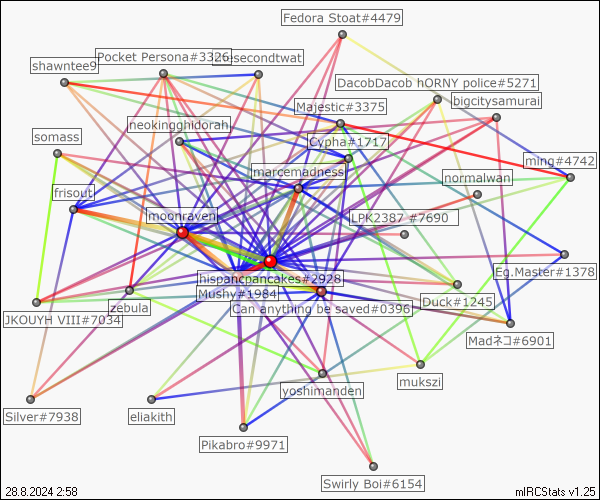 Fedora Stoat#4479
Pocket Persona#3326
esecondtwat
shawntee9
DacobDacob hORNY police#5271
bigcitysamurai
Majestic#3375
neokingghidorah
somass
Cypha#1717
ming#4742
marcemadness
normalwan
frisout
moonraven
LPK2387 #7690
hispancpancakes#2928
Eg.Master#1378
Mushy#1984
Duck#1245
zebula
Can anything be saved#0396
JKOUYH VIII#7034
Madネコ#6901
mukszi
yoshimanden
Silver#7938
eliakith
Pikabro#9971
Swirly Boi#6154
28.8.2024 2:58
mIRCStats v1.25